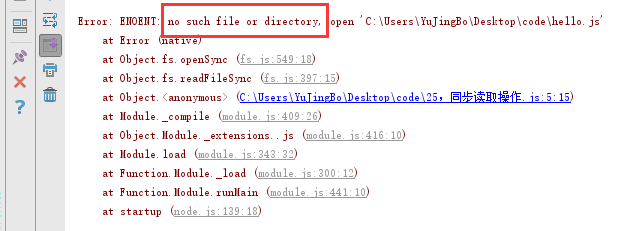 Error: ENOENT: no such file or directory, open 'C:\Users\YuJingBo\Desktop\code\hello.js'
at Error (native)
at Object.fs.openSync (fs.js:549:18)
at Object.fs.readFileSync (fs.js:397:15)
at Object.<anonymous> (C:\Users\YuJingBo\Desktop\code\25，同步读取操作.js:5:15)
at Module._compile (module.js:409:26)
at Object.Module._extensions..js (module.js:416:10)
at Module.load (module.js:343:32)
at Function.Module._load (module.js:300:12)
at Function.Module.runMain (module.js:441:10)
at startup (node.js:139:18)